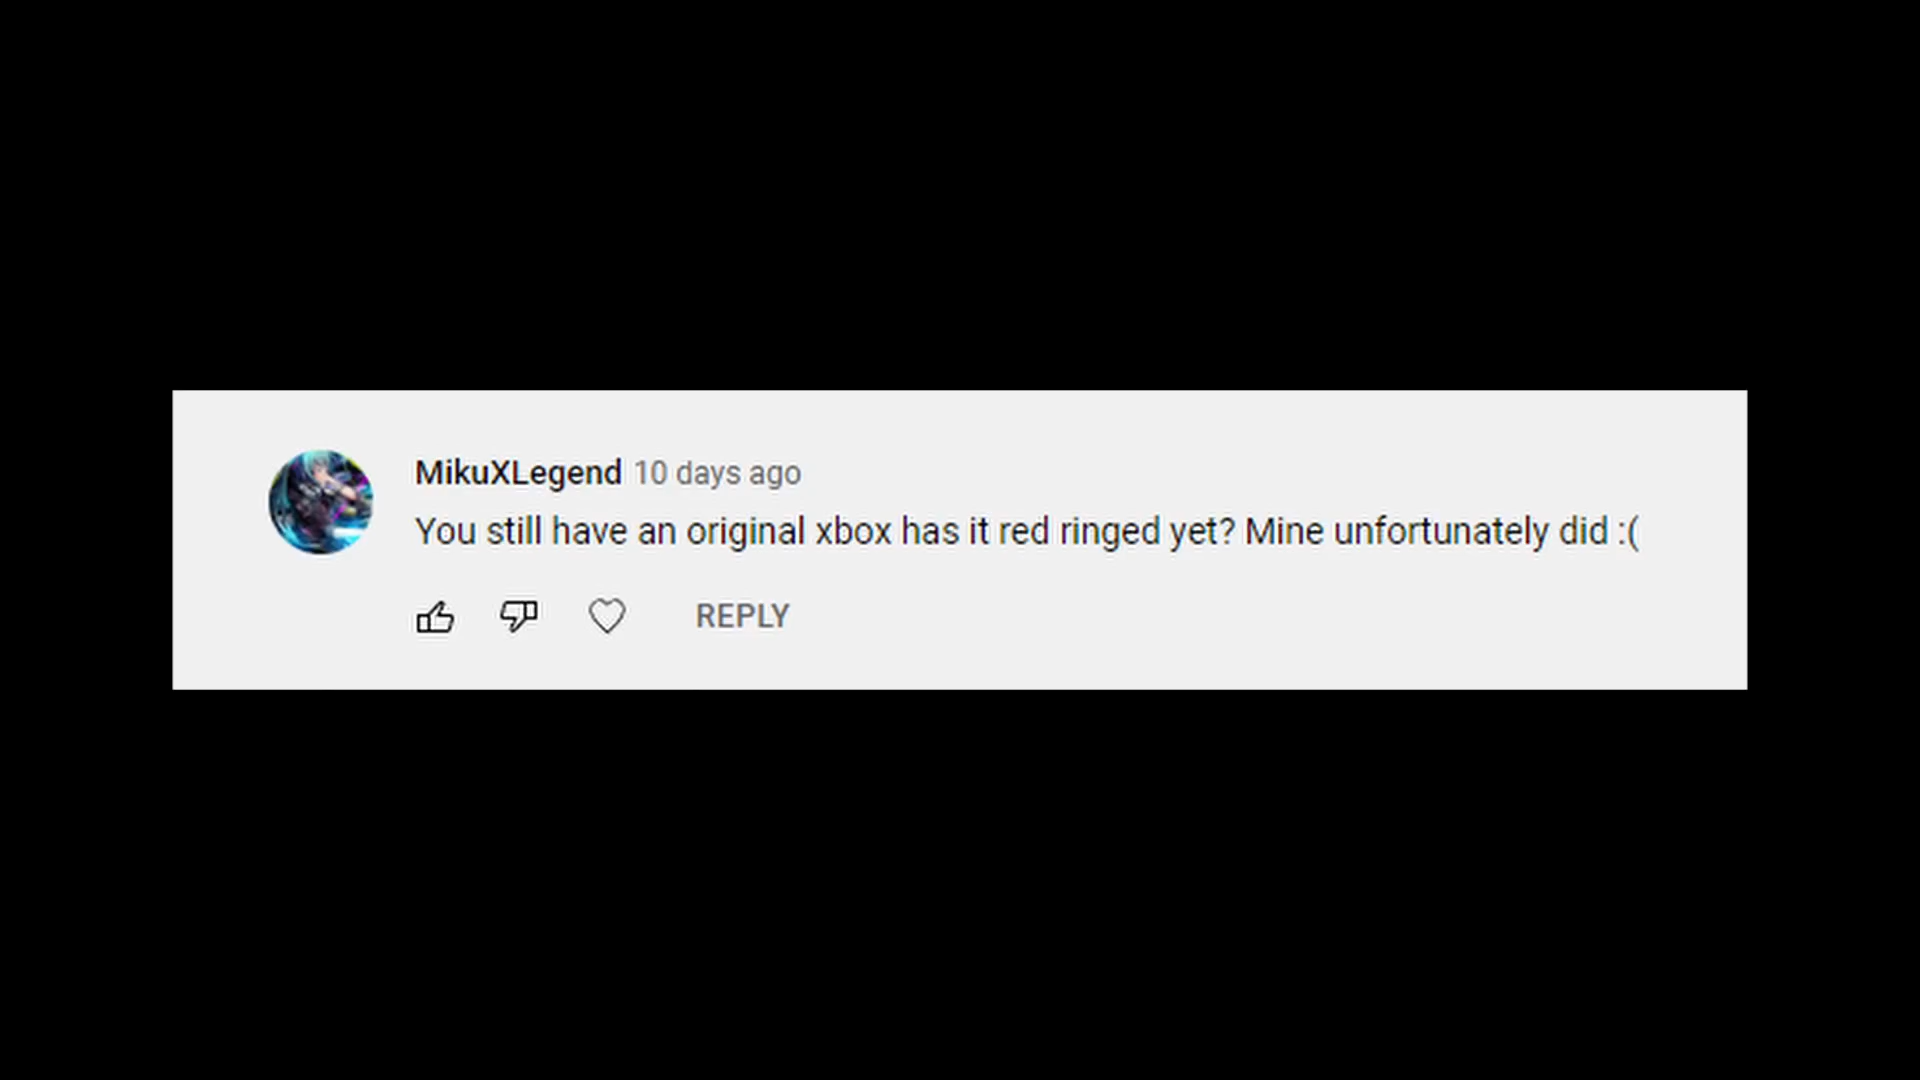 MikuXLegend 10 days ago
You still have an original xbox has it red ringed yet? Mine unfortunately did :(
REPLY